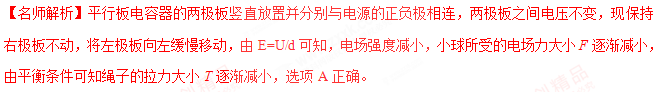 【名师解析】平行板电容器的两极板竖直放置并分别与电源的正负极相连，两极板之间电压不变，现保持
右极板不动，将左极板向左缓慢移动，由 E=U/d 可知，电场强度减小，小球所受的电场力大小 F 逐渐减小，
由平衡条件可知绳子的拉力大小 T 逐渐减小，选项 A 正确。